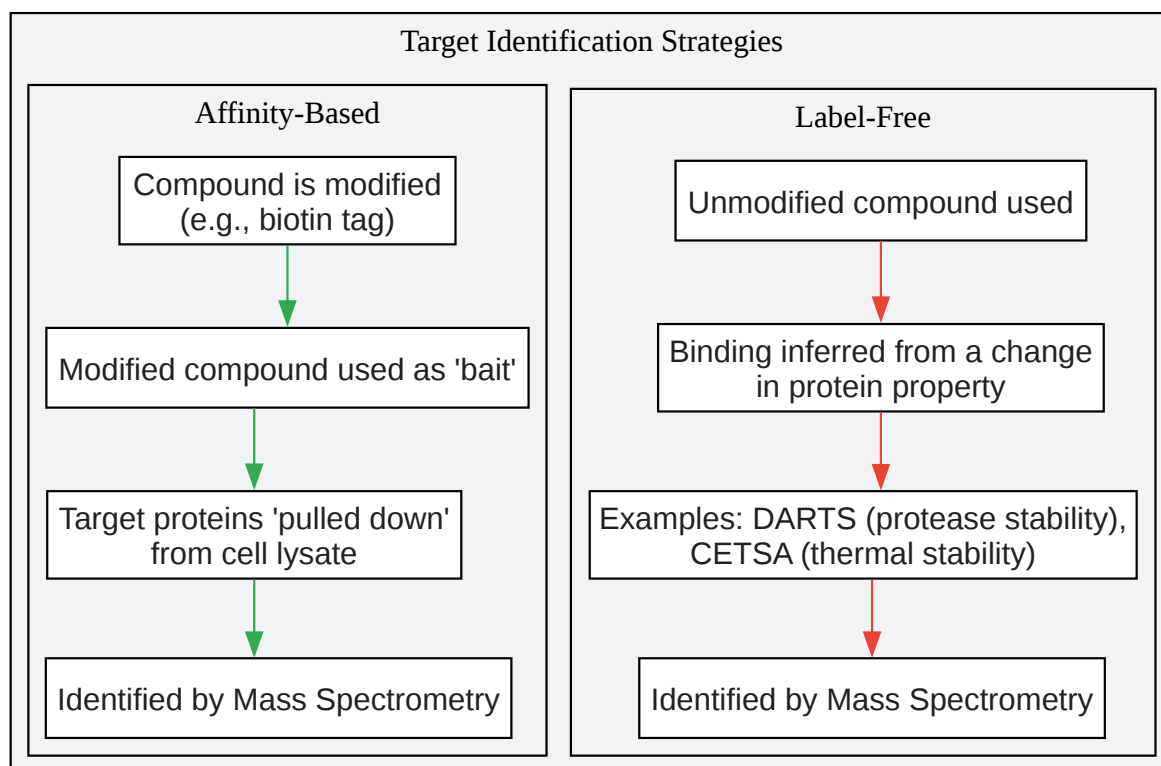 Target Identification Strategies
Affinity-Based
Compound is modified
(e.g., biotin tag)
Modified compound used as 'bait'
Target proteins 'pulled down'
from cell lysate
Identified by Mass Spectrometry
Label-Free
Unmodified compound used
Binding inferred from a change
in protein property
Examples: DARTS (protease stability),
CETSA (thermal stability)
Identified by Mass Spectrometry